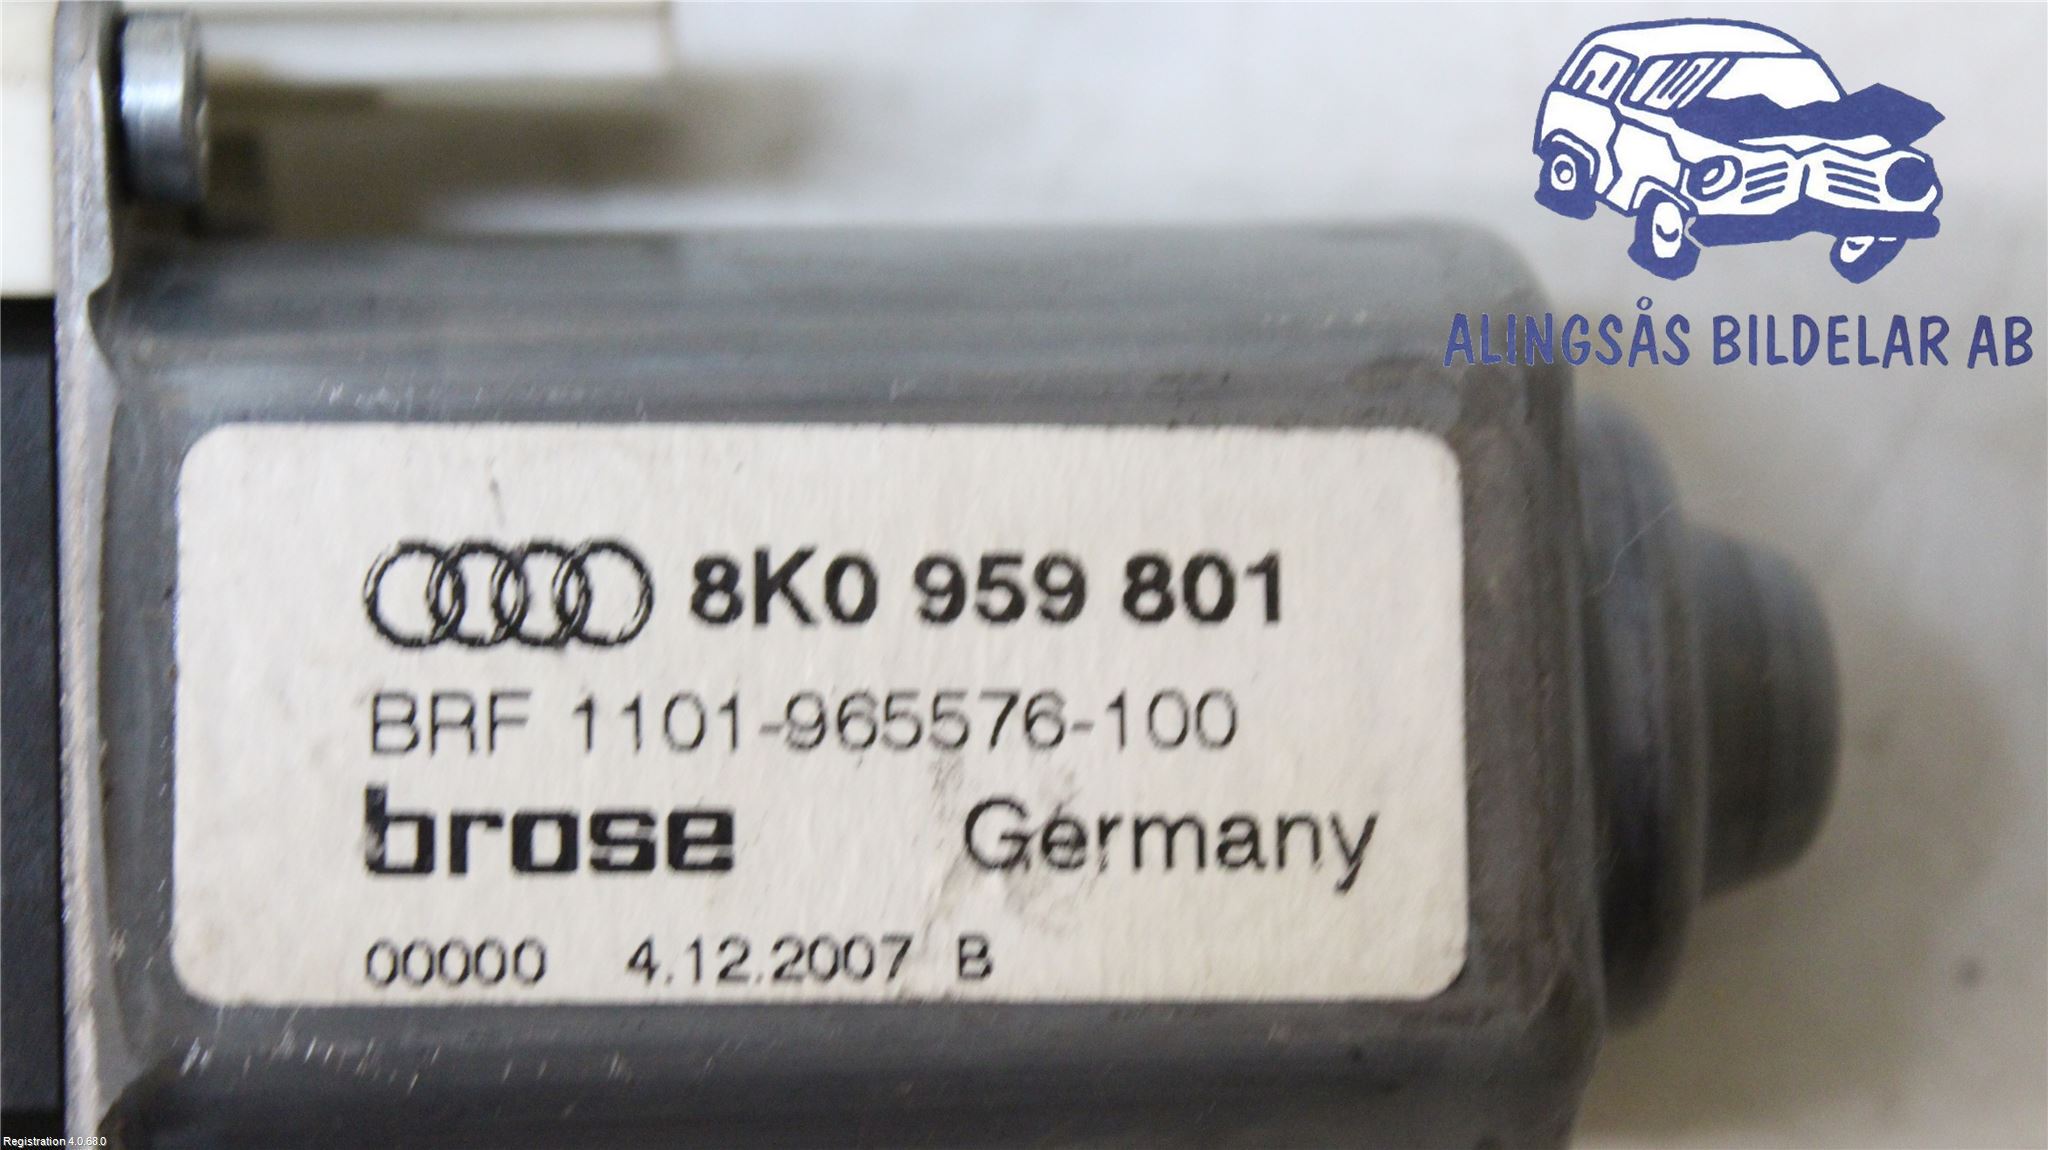 ALINGSÅS BILDELAR AB
8K0 959 801
BRF 1101-965576-100
brose Germany
00000 4.12.2007 B
Registration 4.0.68.0